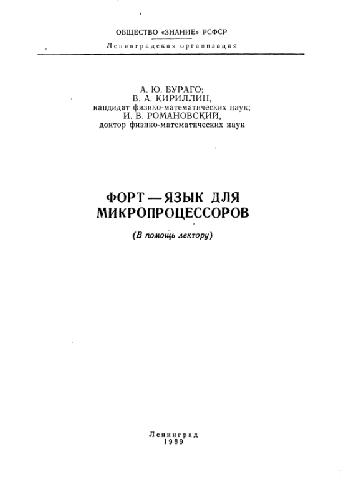 ОБЩЕСТВО «ЗНАНИЕ» РСФСР
Ленинградская организация
А. Ю. БУРАГО;
В. А. КИРИЛЛИН,
кандидат физико-математических наук;
И. В. РОМАНОВСКИЙ,
доктор физико-математических наук
ФОРТ — ЯЗЫК ДЛЯ
МИКРОПРОЦЕССОРОВ
(В помощь лектору)
Ленинград
1989